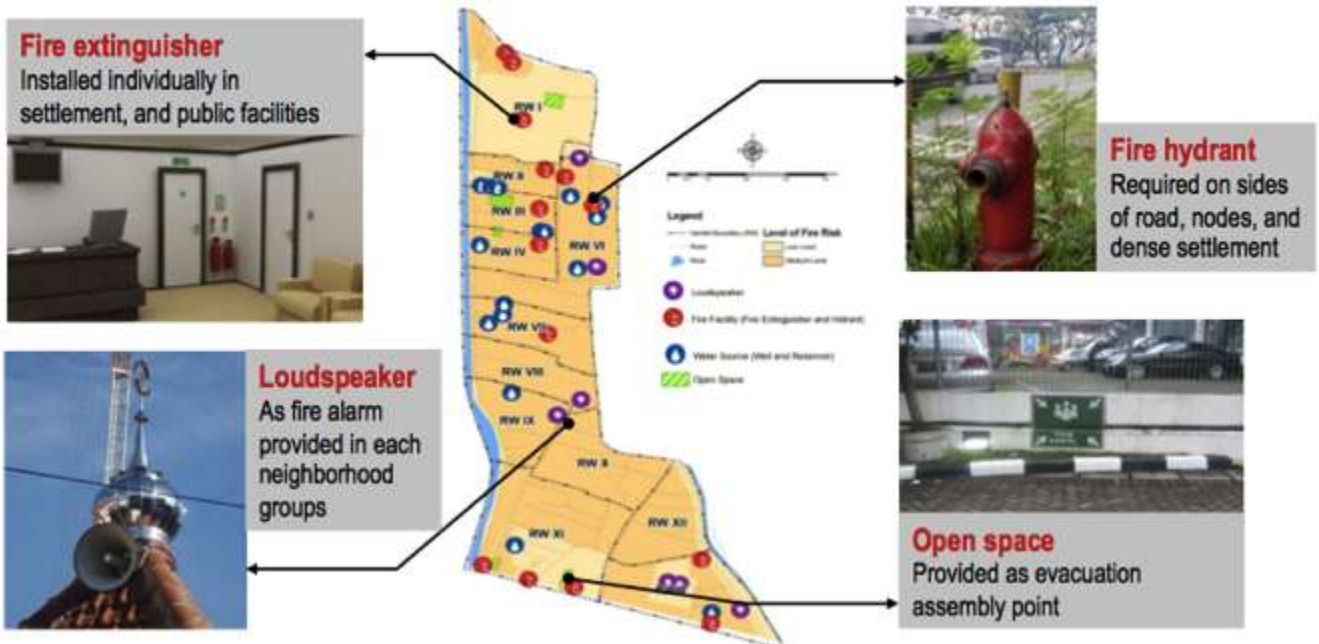 Fire extinguisher
Installed individually in
settlement, and public facilities
Loudspeaker
As fire alarm
provided in each
neighborhood
groups
RW I
RW II
RW III
RW IV
RW VI
RW VII
RW VIII
RW IX
RW X
RW XI
RW XII
Legend
Level of Fire Risk
Road
River
Low Level
Medium Level
Loudspeaker
Fire Facility (Fire Extinguisher and Hidrant)
Water Source (Well and Reservoir)
Open Space
Fire hydrant
Required on sides
of road, nodes, and
dense settlement
Open space
Provided as evacuation
assembly point